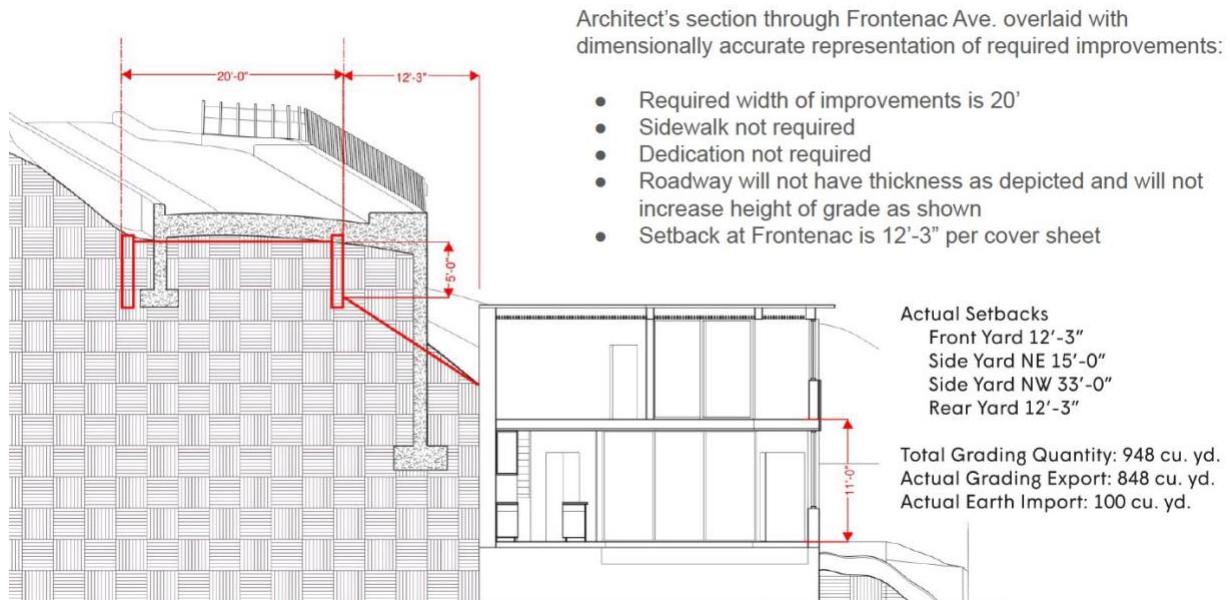 Architect's section through Frontenac Ave. overlaid with
dimensionally accurate representation of required improvements:
20'-0"
12'-3"
● Required width of improvements is 20'
● Sidewalk not required
● Dedication not required
● Roadway will not have thickness as depicted and will not
increase height of grade as shown
● Setback at Frontenac is 12'-3" per cover sheet
5'-0"
Actual Setbacks
Front Yard 12'-3"
Side Yard NE 15'-0"
Side Yard NW 33'-0"
Rear Yard 12'-3"
11'-0"
Total Grading Quantity: 948 cu. yd.
Actual Grading Export: 848 cu. yd.
Actual Earth Import: 100 cu. yd.